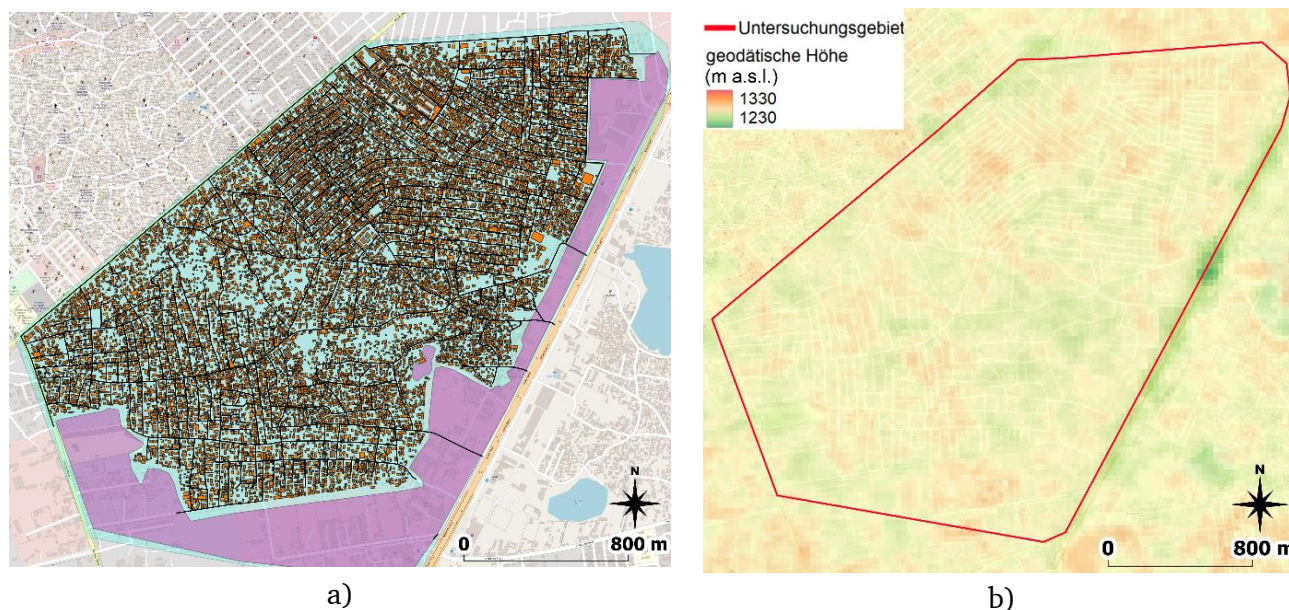 N
0
800 m
a)
Untersuchungsgebiet
geodätische Höhe
(m a.s.l.)
1330
1230
N
0
800 m
b)